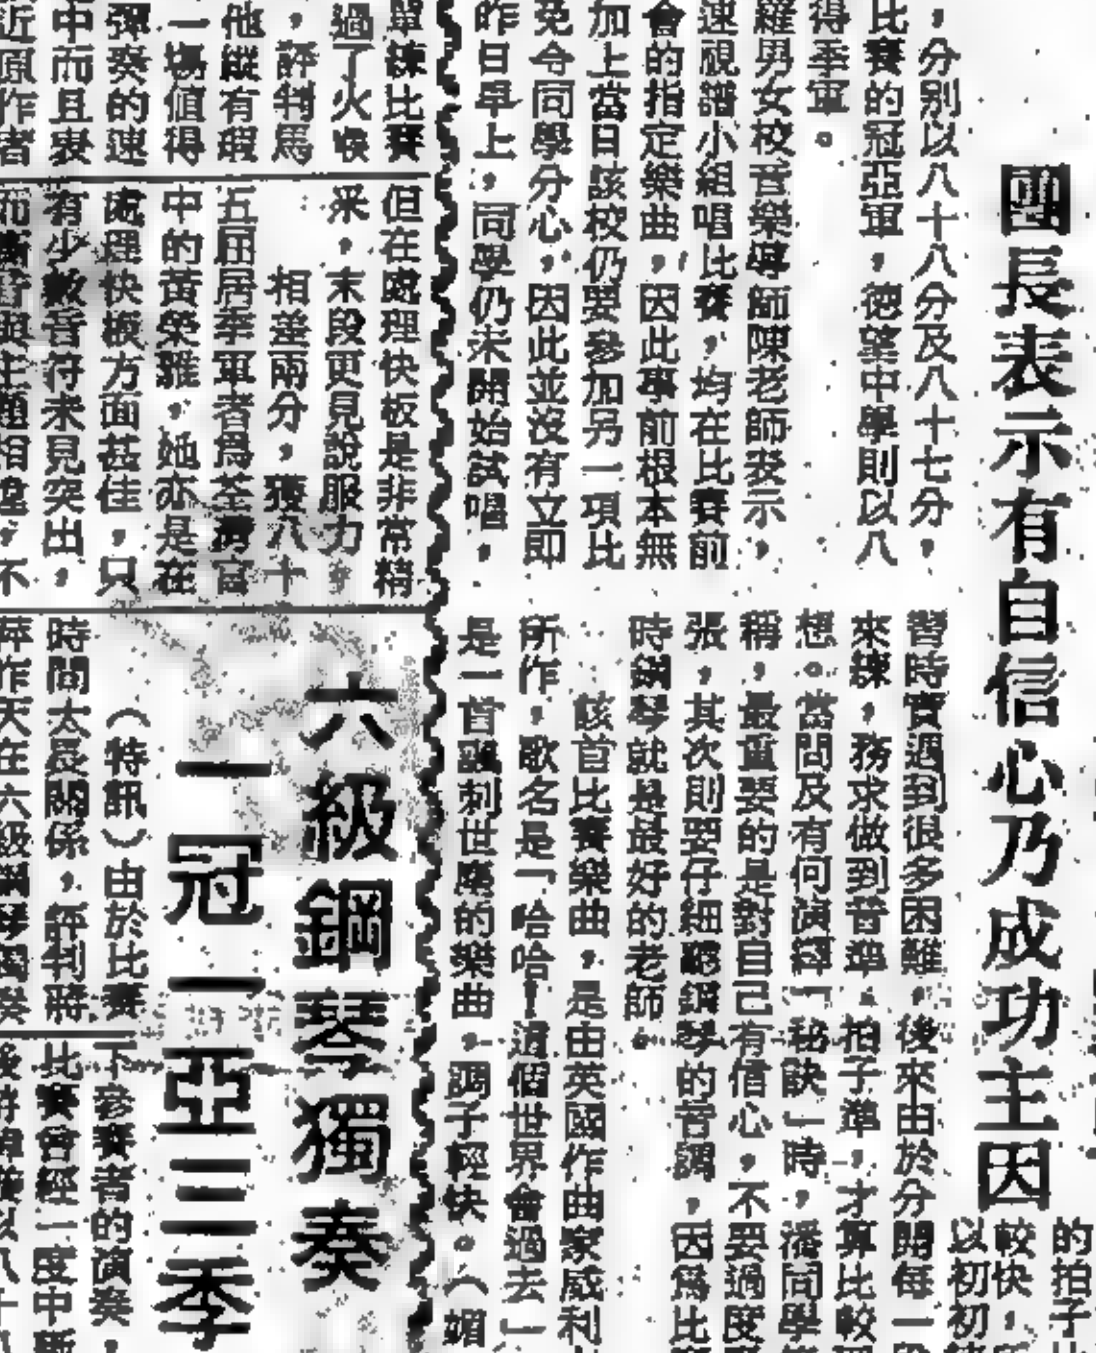 團長表示有自信心乃成功主因
，分别以八十八分及八十七分，
比賽的冠亞軍，德望中學則以八
得季軍。
羅男女校音樂導師陳老師表示，
速視譜小組唱比賽，均在比賽前
會的指定樂曲，因此事前根本無
加上當日該校仍要參加另一項比
免令同學分心，因此並沒有立即
昨日早上，同學仍未開始試唱，
的拍子
較快，
以初初
習時實遇到很多困難，後來由於分開每一
來練，務求做到音準、拍子準，才算比較
想。當問及有何演繹「秘訣」時，潘同學
稱，最重要的是對自己有信心，不要過度
張，其次則要仔細聽鋼琴的音調，因爲比
時鋼琴就是最好的老師。
該首比賽樂曲，是由英國作曲家威利
所作，歌名是「哈哈！這個世界會過去」
是一首諷刺世塵的樂曲，調子輕快。（媚
單練比賽
過了火喉
，評判馬
他縱有瑕
一場值得
彈奏的速
中而且表
近原作者
但在處理快板是非常精
采，末段更見說服力
相差兩分，獲八十
五屈居季軍者爲荃灣官
中的黃榮雅，她亦是在
處理快板方面甚佳，只
有少數音符未見突出，
六級鋼琴獨奏
一冠一亞三季
（特訊）由於比賽
時間太長關係，評判將
昨天在六級鋼琴獨奏
下參賽者的演奏，
比賽曾經一度中斷